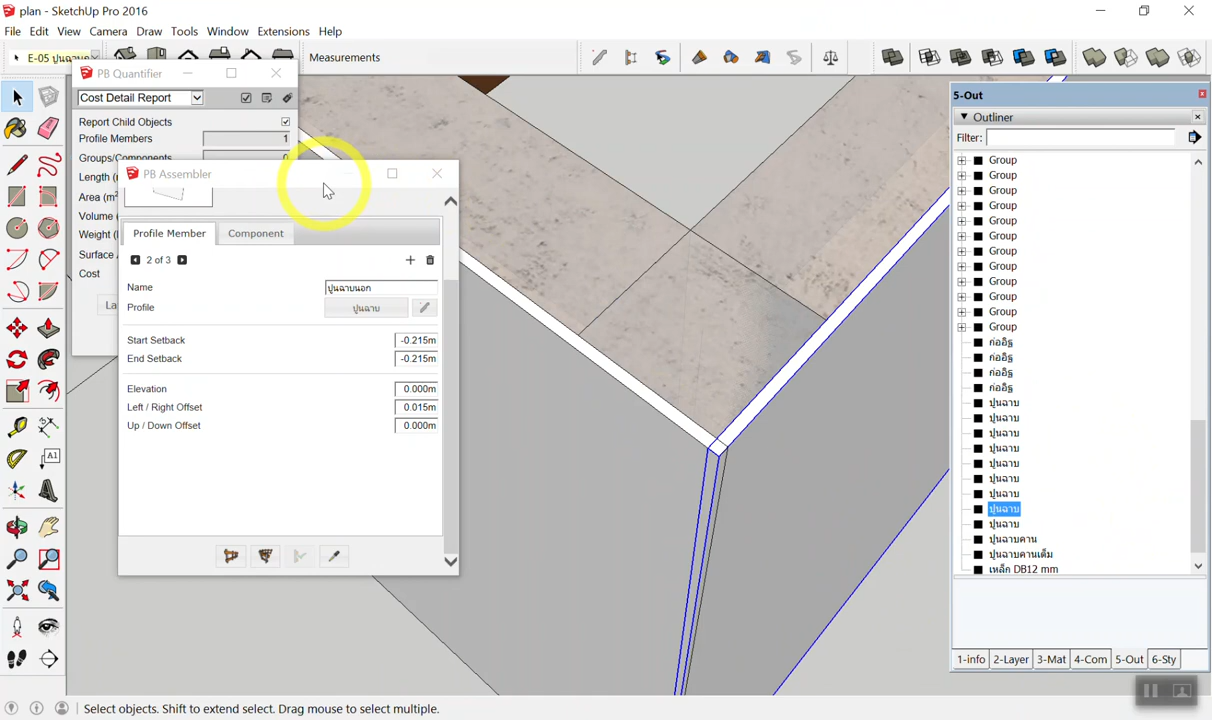 plan - SketchUp Pro 2016
File Edit View Camera Draw Tools Window Extensions Help
Measurements
PB Quantifier
Cost Detail Report
Report Child Objects
Profile Members 1
Groups/Components 0
Length (
Area (m²
Volume (
Weight (
Surface
Cost
La
PB Assembler
Profile Member Component
2 of 3
Name ปูนฉาบนอก
Profile ปูนฉาบ
Start Setback -0.215m
End Setback -0.215m
Elevation 0.000m
Left / Right Offset 0.015m
Up / Down Offset 0.000m
A1
5-Out
Outliner
Filter:
Group
Group
Group
Group
Group
Group
Group
Group
Group
Group
Group
Group
ก่ออิฐ
ก่ออิฐ
ก่ออิฐ
ก่ออิฐ
ปูนฉาบ
ปูนฉาบ
ปูนฉาบ
ปูนฉาบ
ปูนฉาบ
ปูนฉาบ
ปูนฉาบ
ปูนฉาบ
ปูนฉาบ
ปูนฉาบคาน
ปูนฉาบคานเต็ม
เหล็ก DB12 mm
1-info 2-Layer 3-Mat 4-Com 5-Out 6-Sty
Select objects. Shift to extend select. Drag mouse to select multiple.